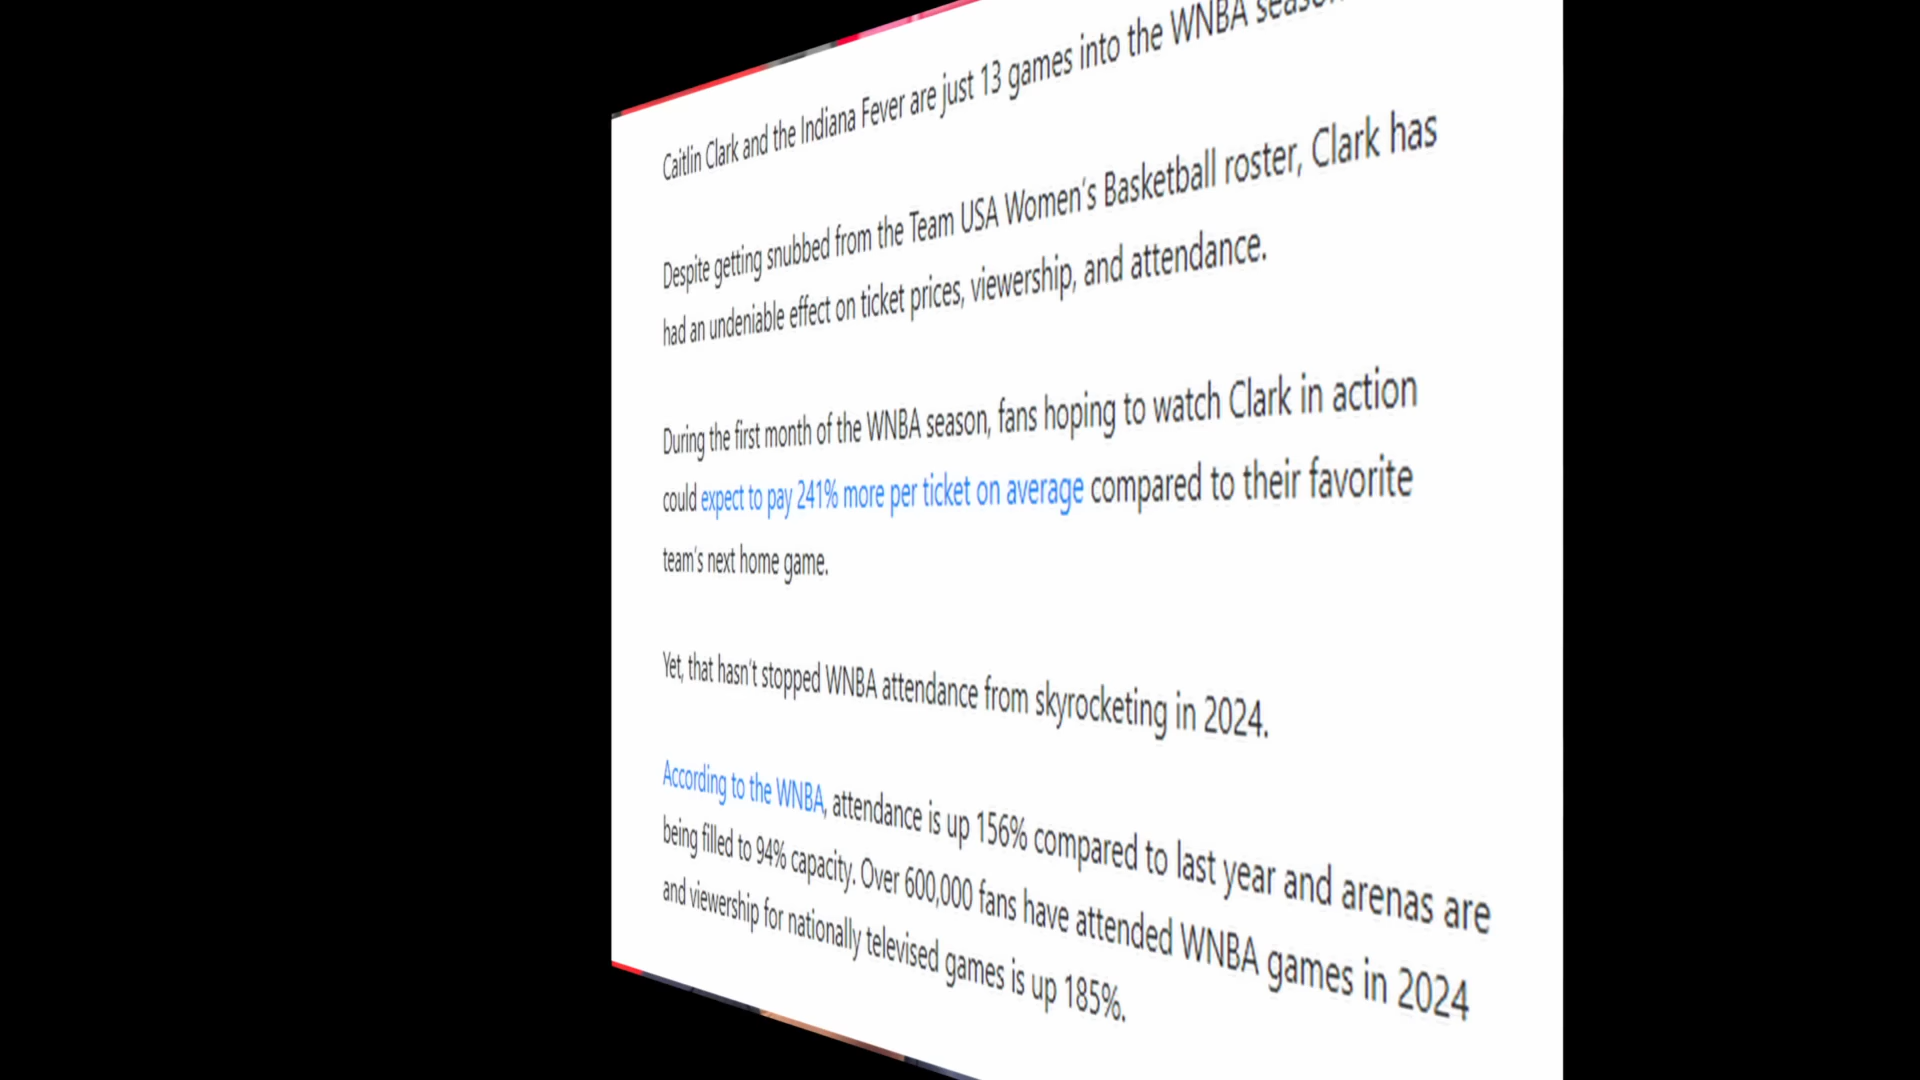 Caitlin Clark and the Indiana Fever are just 13 games into the WNBA season
Despite getting snubbed from the Team USA Women's Basketball roster, Clark has
had an undeniable effect on ticket prices, viewership, and attendance.
During the first month of the WNBA season, fans hoping to watch Clark in action
could expect to pay 241% more per ticket on average compared to their favorite
team's next home game.
Yet, that hasn't stopped WNBA attendance from skyrocketing in 2024.
According to the WNBA, attendance is up 156% compared to last year and arenas are
being filled to 94% capacity. Over 600,000 fans have attended WNBA games in 2024
and viewership for nationally televised games is up 185%.